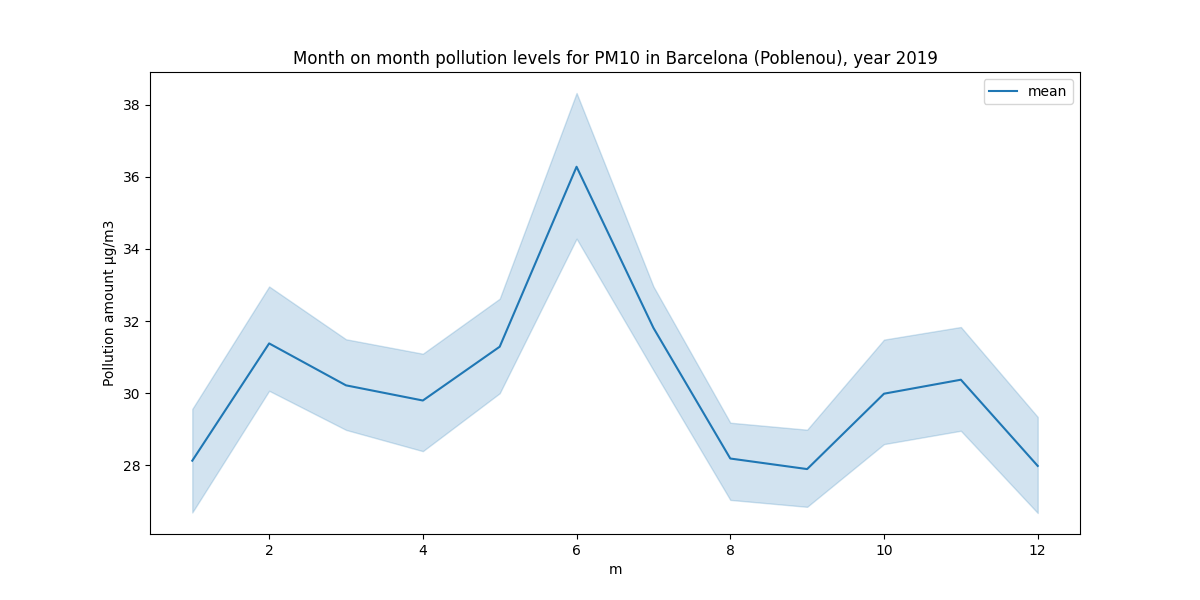 Month on month pollution levels for PM10 in Barcelona (Poblenou), year 2019
mean
38
36
34
32
30
28
Pollution amount µg/m3
2 4 6 8 10 12
m